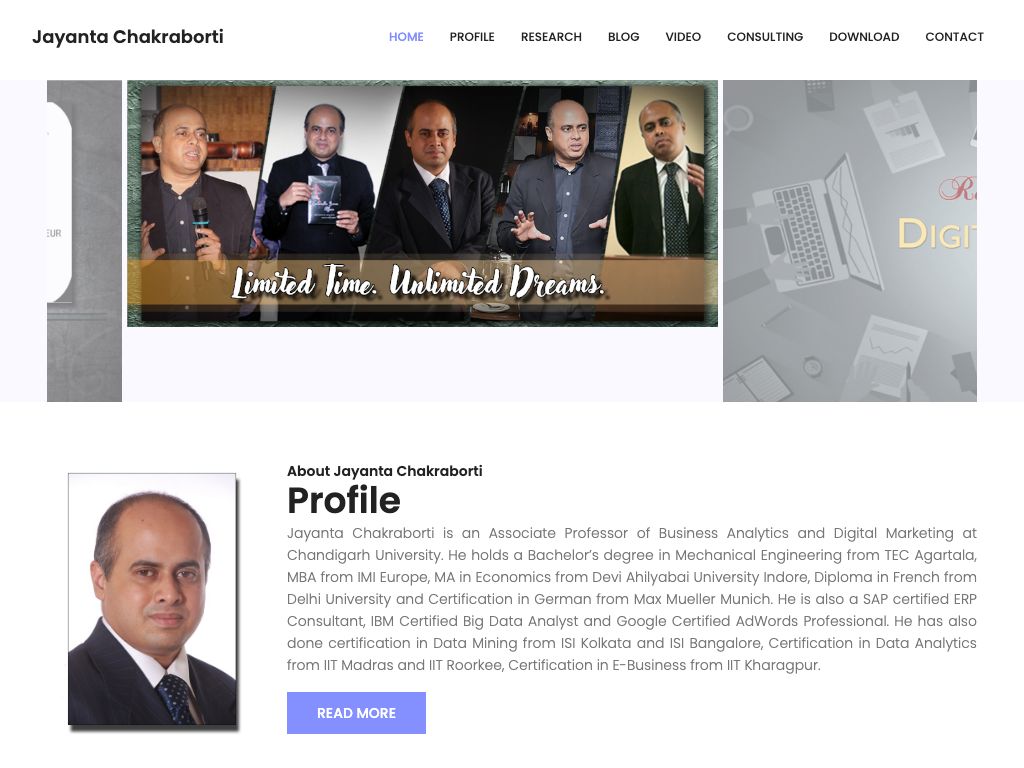 Jayanta Chakraborti
HOME PROFILE RESEARCH BLOG VIDEO CONSULTING DOWNLOAD CONTACT
EUR
Limited Time. Unlimited Dreams.
About Jayanta Chakraborti
Profile
Jayanta Chakraborti is an Associate Professor of Business Analytics and Digital Marketing at
Chandigarh University. He holds a Bachelor’s degree in Mechanical Engineering from TEC Agartala,
MBA from IMI Europe, MA in Economics from Devi Ahilyabai University Indore, Diploma in French from
Delhi University and Certification in German from Max Mueller Munich. He is also a SAP certified ERP
Consultant, IBM Certified Big Data Analyst and Google Certified AdWords Professional. He has also
done certification in Data Mining from ISI Kolkata and ISI Bangalore, Certification in Data Analytics
from IIT Madras and IIT Roorkee, Certification in E-Business from IIT Kharagpur.
READ MORE